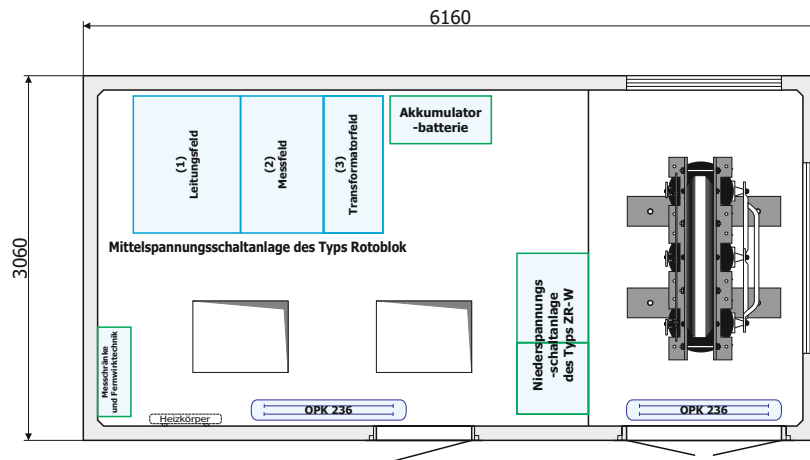 6160
3060
(1)
Leitungsfeld
(2)
Messfeld
(3)
Transformatorfeld
Akkumulator
-batterie
Mittelspannungsschaltanlage des Typs Rotoblok
Niederspannungs
-schaltanlage
des Typs ZR-W
Messchränke
und Fernwirktechnik
Heizkörper
OPK 236
OPK 236